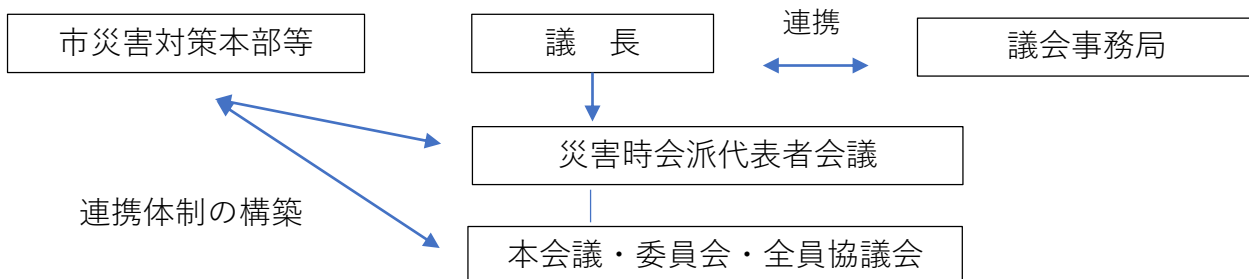 連携
市災害対策本部等
議　長
議会事務局
災害時会派代表者会議
連携体制の構築
本会議・委員会・全員協議会